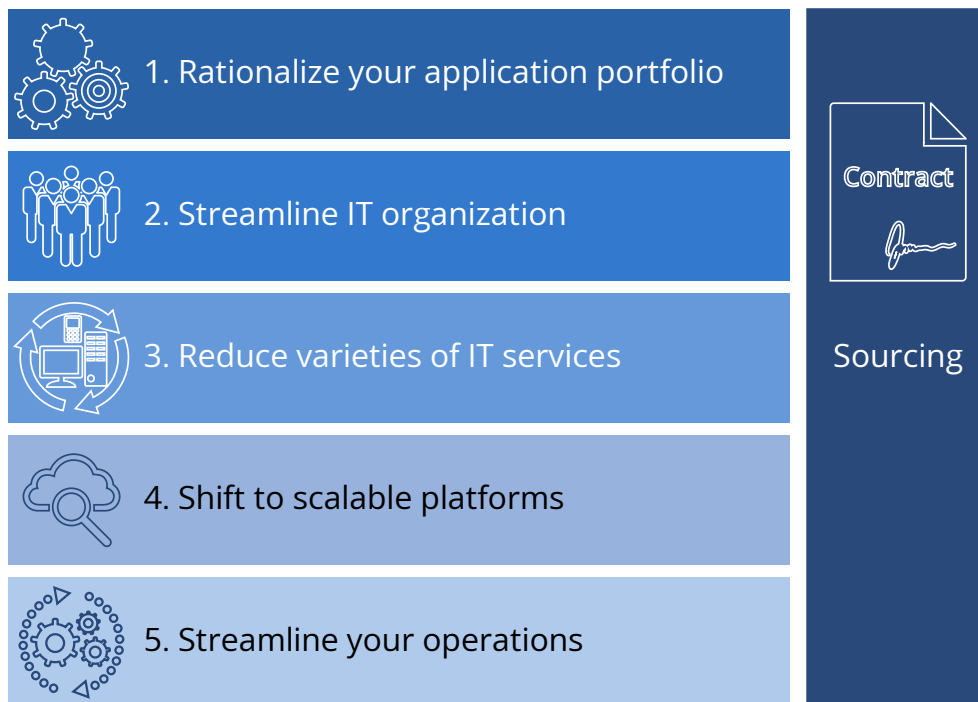 1. Rationalize your application portfolio
2. Streamline IT organization
3. Reduce varieties of IT services
4. Shift to scalable platforms
5. Streamline your operations
Contract
Sourcing